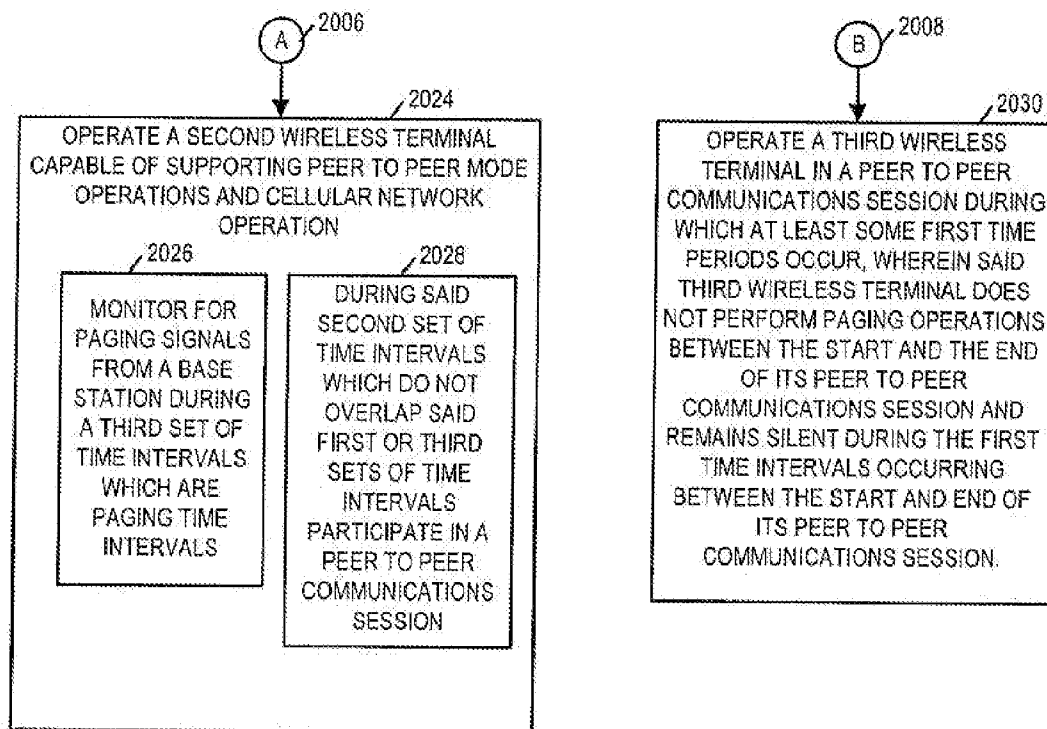 A
2006
2024
OPERATE A SECOND WIRELESS TERMINAL
CAPABLE OF SUPPORTING PEER TO PEER MODE
OPERATIONS AND CELLULAR NETWORK
OPERATION
2026
MONITOR FOR
PAGING SIGNALS
FROM A BASE
STATION DURING
A THIRD SET OF
TIME INTERVALS
WHICH ARE
PAGING TIME
INTERVALS
2028
DURING SAID
SECOND SET OF
TIME INTERVALS
WHICH DO NOT
OVERLAP SAID
FIRST OR THIRD
SETS OF TIME
INTERVALS
PARTICIPATE IN A
PEER TO PEER
COMMUNICATIONS
SESSION
B
2008
2030
OPERATE A THIRD WIRELESS
TERMINAL IN A PEER TO PEER
COMMUNICATIONS SESSION DURING
WHICH AT LEAST SOME FIRST TIME
PERIODS OCCUR, WHEREIN SAID
THIRD WIRELESS TERMINAL DOES
NOT PERFORM PAGING OPERATIONS
BETWEEN THE START AND THE END
OF ITS PEER TO PEER
COMMUNICATIONS SESSION AND
REMAINS SILENT DURING THE FIRST
TIME INTERVALS OCCURRING
BETWEEN THE START AND END OF
ITS PEER TO PEER
COMMUNICATIONS SESSION.